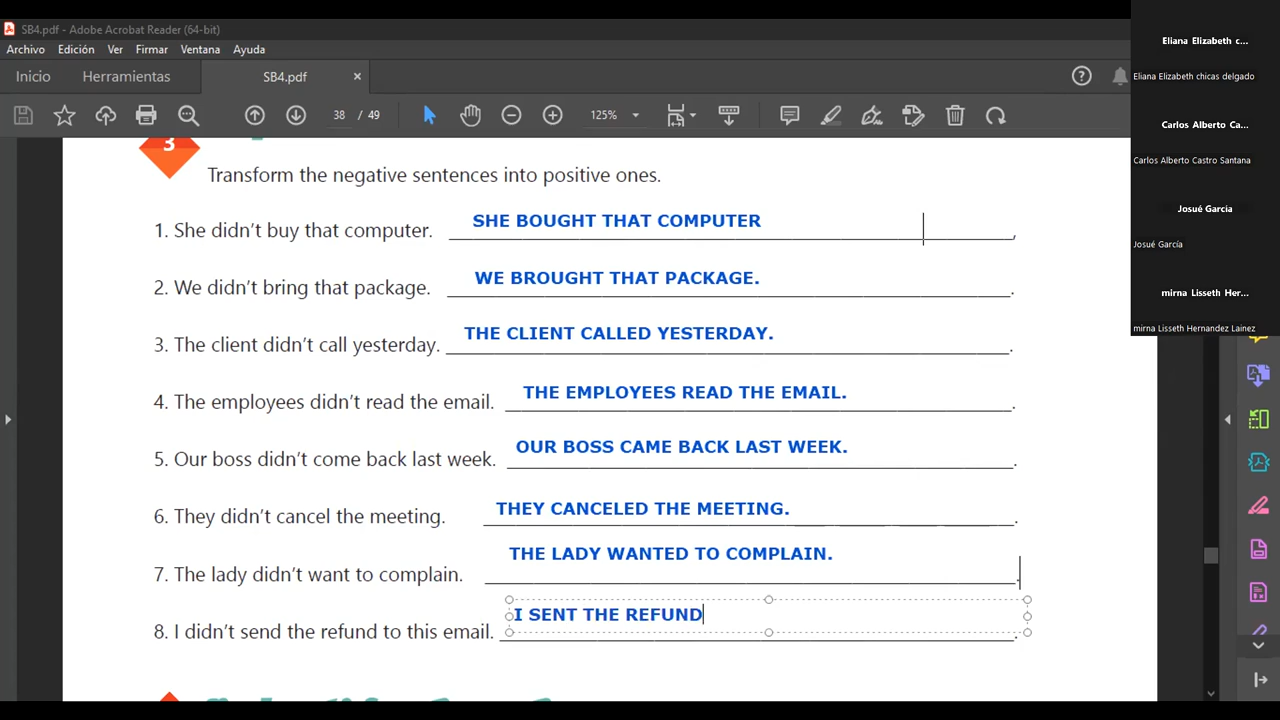 SB4.pdf - Adobe Acrobat Reader (64-bit)
Archivo Edición Ver Firmar Ventana Ayuda
Inicio Herramientas SB4.pdf ×
38 / 49 125%
3
Transform the negative sentences into positive ones.
1. She didn't buy that computer. SHE BOUGHT THAT COMPUTER
2. We didn't bring that package. WE BROUGHT THAT PACKAGE.
3. The client didn't call yesterday. THE CLIENT CALLED YESTERDAY.
4. The employees didn't read the email. THE EMPLOYEES READ THE EMAIL.
5. Our boss didn't come back last week. OUR BOSS CAME BACK LAST WEEK.
6. They didn't cancel the meeting. THEY CANCELED THE MEETING.
7. The lady didn't want to complain. THE LADY WANTED TO COMPLAIN.
8. I didn't send the refund to this email. I SENT THE REFUND
Eliana Elizabeth c...
Eliana Elizabeth chicas delgado
Carlos Alberto Ca...
Carlos Alberto Castro Santana
Josué Garcia
Josué García
mirna Lisseth Her...
mirna Lisseth Hernandez Lainez